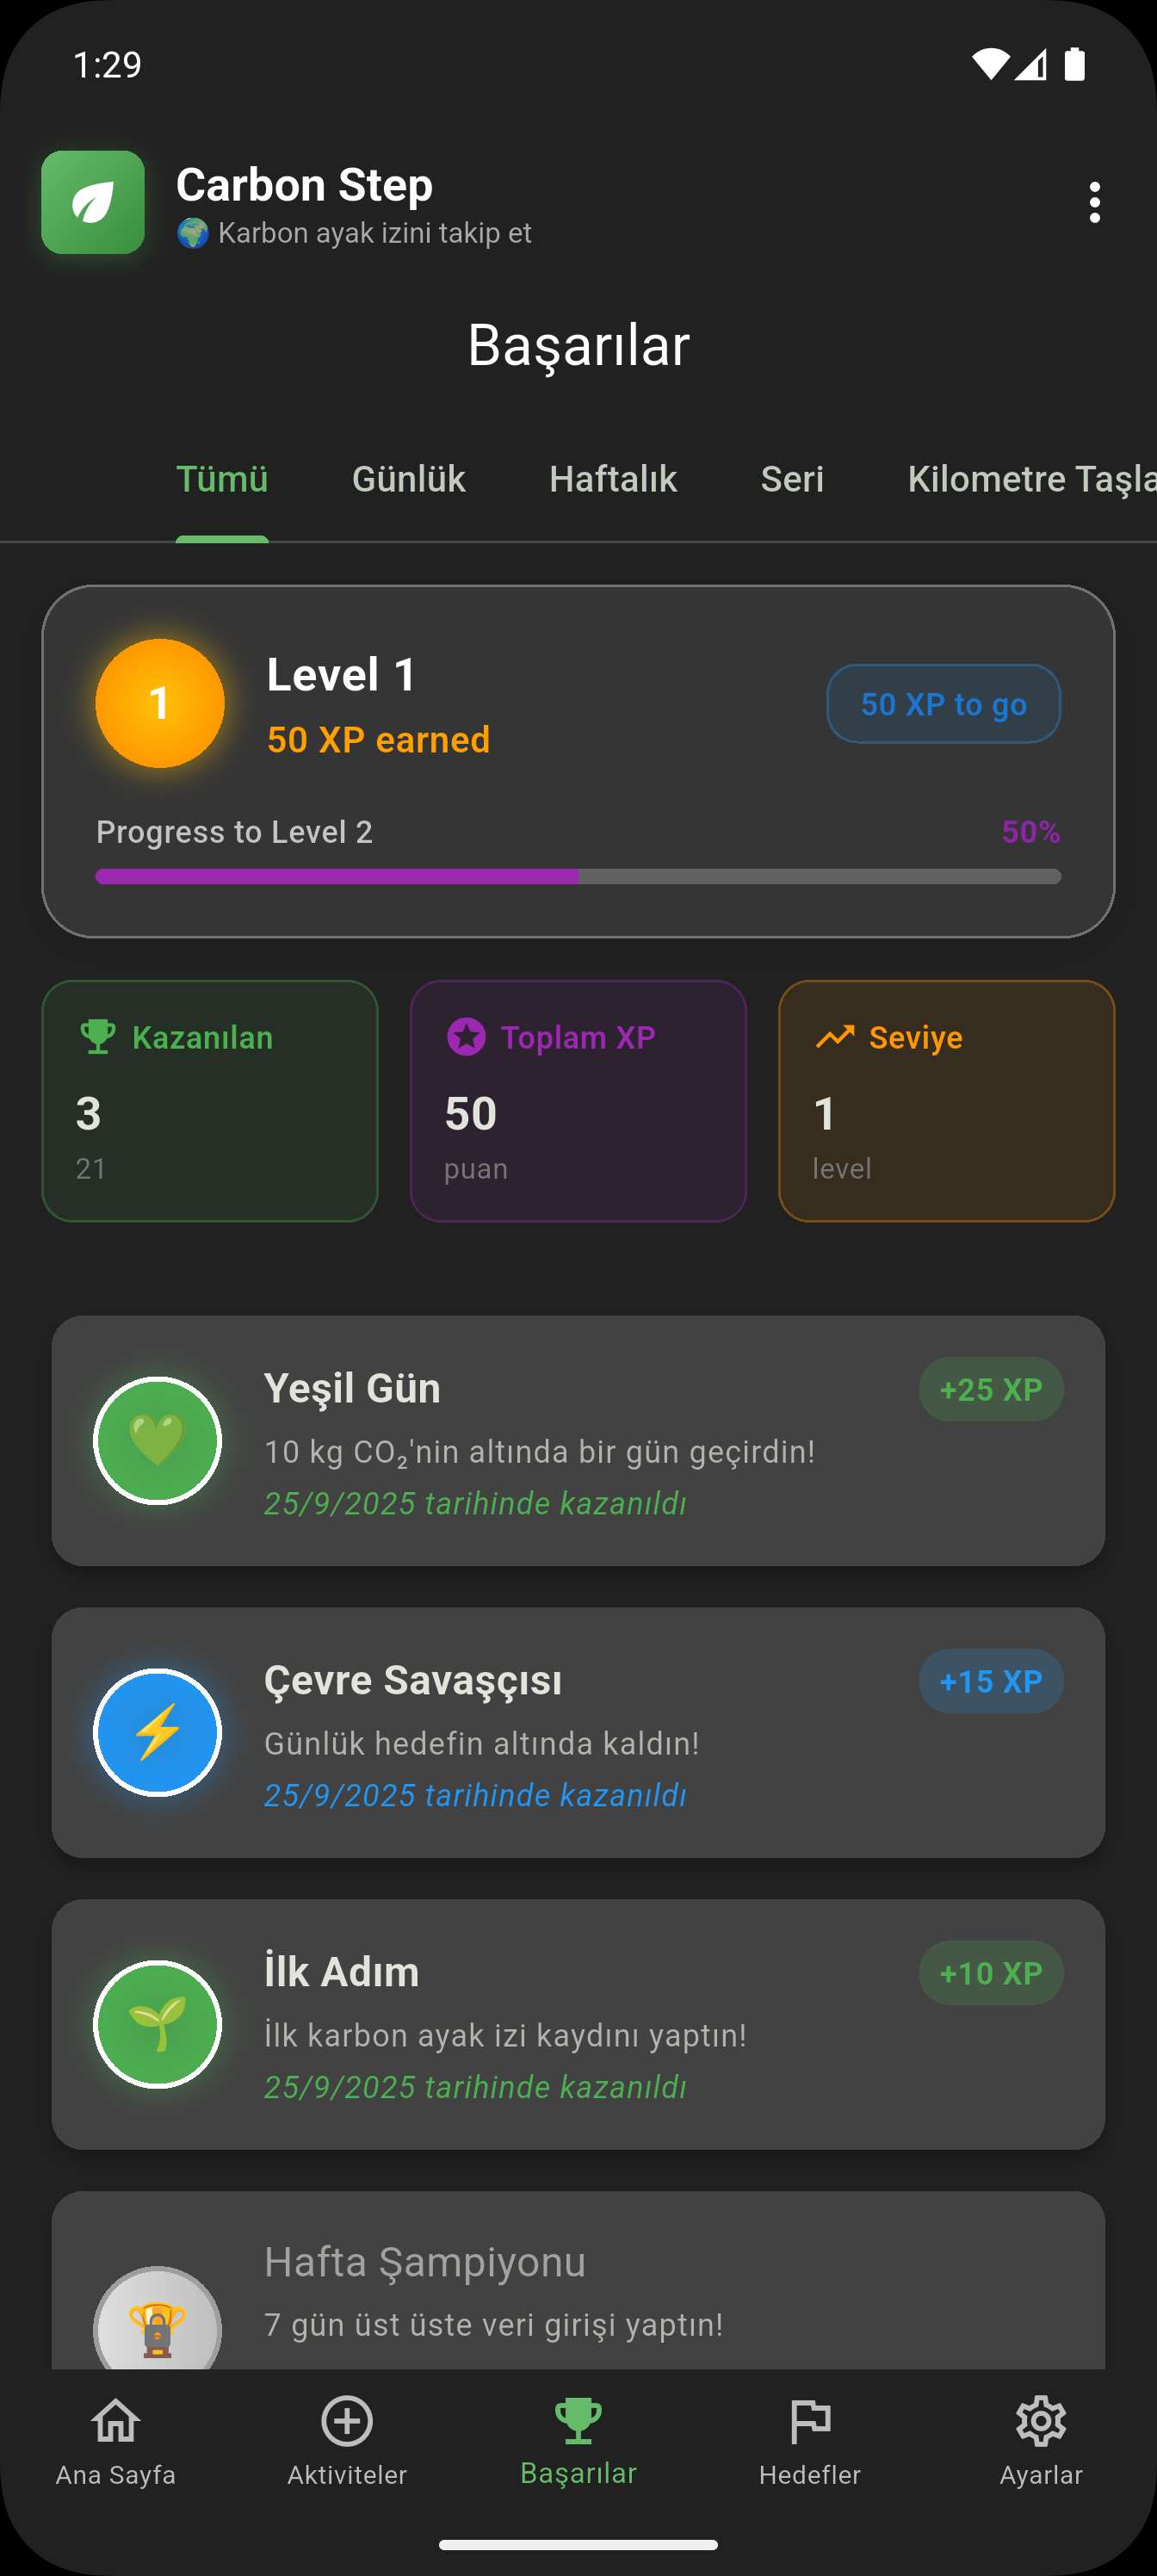 1:29
Carbon Step
Karbon ayak izini takip et
Başarılar
Tümü Günlük Haftalık Seri Kilometre Taşla
1
Level 1
50 XP earned
50 XP to go
Progress to Level 2
50%
Kazanılan
3
21
Toplam XP
50
puan
Seviye
1
level
Yeşil Gün
+25 XP
10 kg CO₂'nin altında bir gün geçirdin!
25/9/2025 tarihinde kazanıldı
Çevre Savaşçısı
+15 XP
Günlük hedefin altında kaldın!
25/9/2025 tarihinde kazanıldı
İlk Adım
+10 XP
İlk karbon ayak izi kaydını yaptın!
25/9/2025 tarihinde kazanıldı
Hafta Şampiyonu
7 gün üst üste veri girişi yaptın!
Ana Sayfa Aktiviteler Başarılar Hedefler Ayarlar